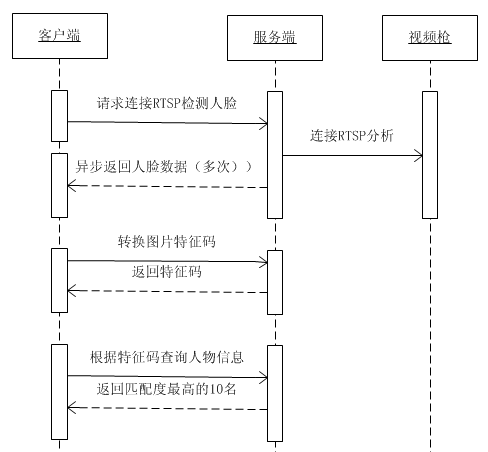 客户端
服务端
视频枪
请求连接RTSP检测人脸
连接RTSP分析
异步返回人脸数据（多次））
转换图片特征码
返回特征码
根据特征码查询人物信息
返回匹配度最高的10名